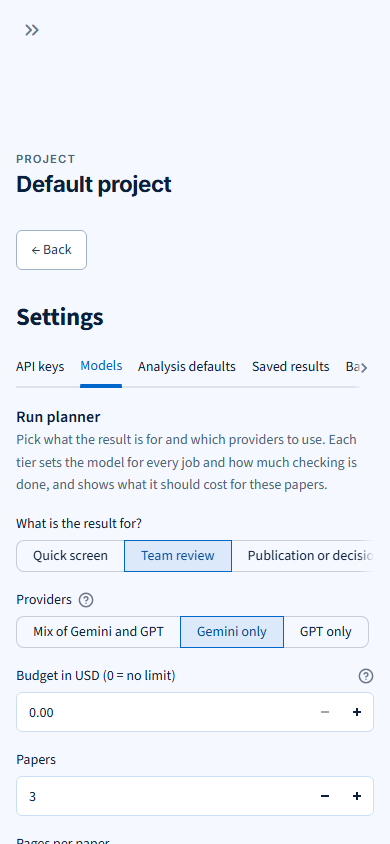 PROJECT
Default project
← Back
Settings
API keys Models Analysis defaults Saved results Ba
Run planner
Pick what the result is for and which providers to use. Each
tier sets the model for every job and how much checking is
done, and shows what it should cost for these papers.
What is the result for?
Quick screen Team review Publication or decisio
Providers
Mix of Gemini and GPT Gemini only GPT only
Budget in USD (0 = no limit)
0.00
Papers
3
Pages per paper